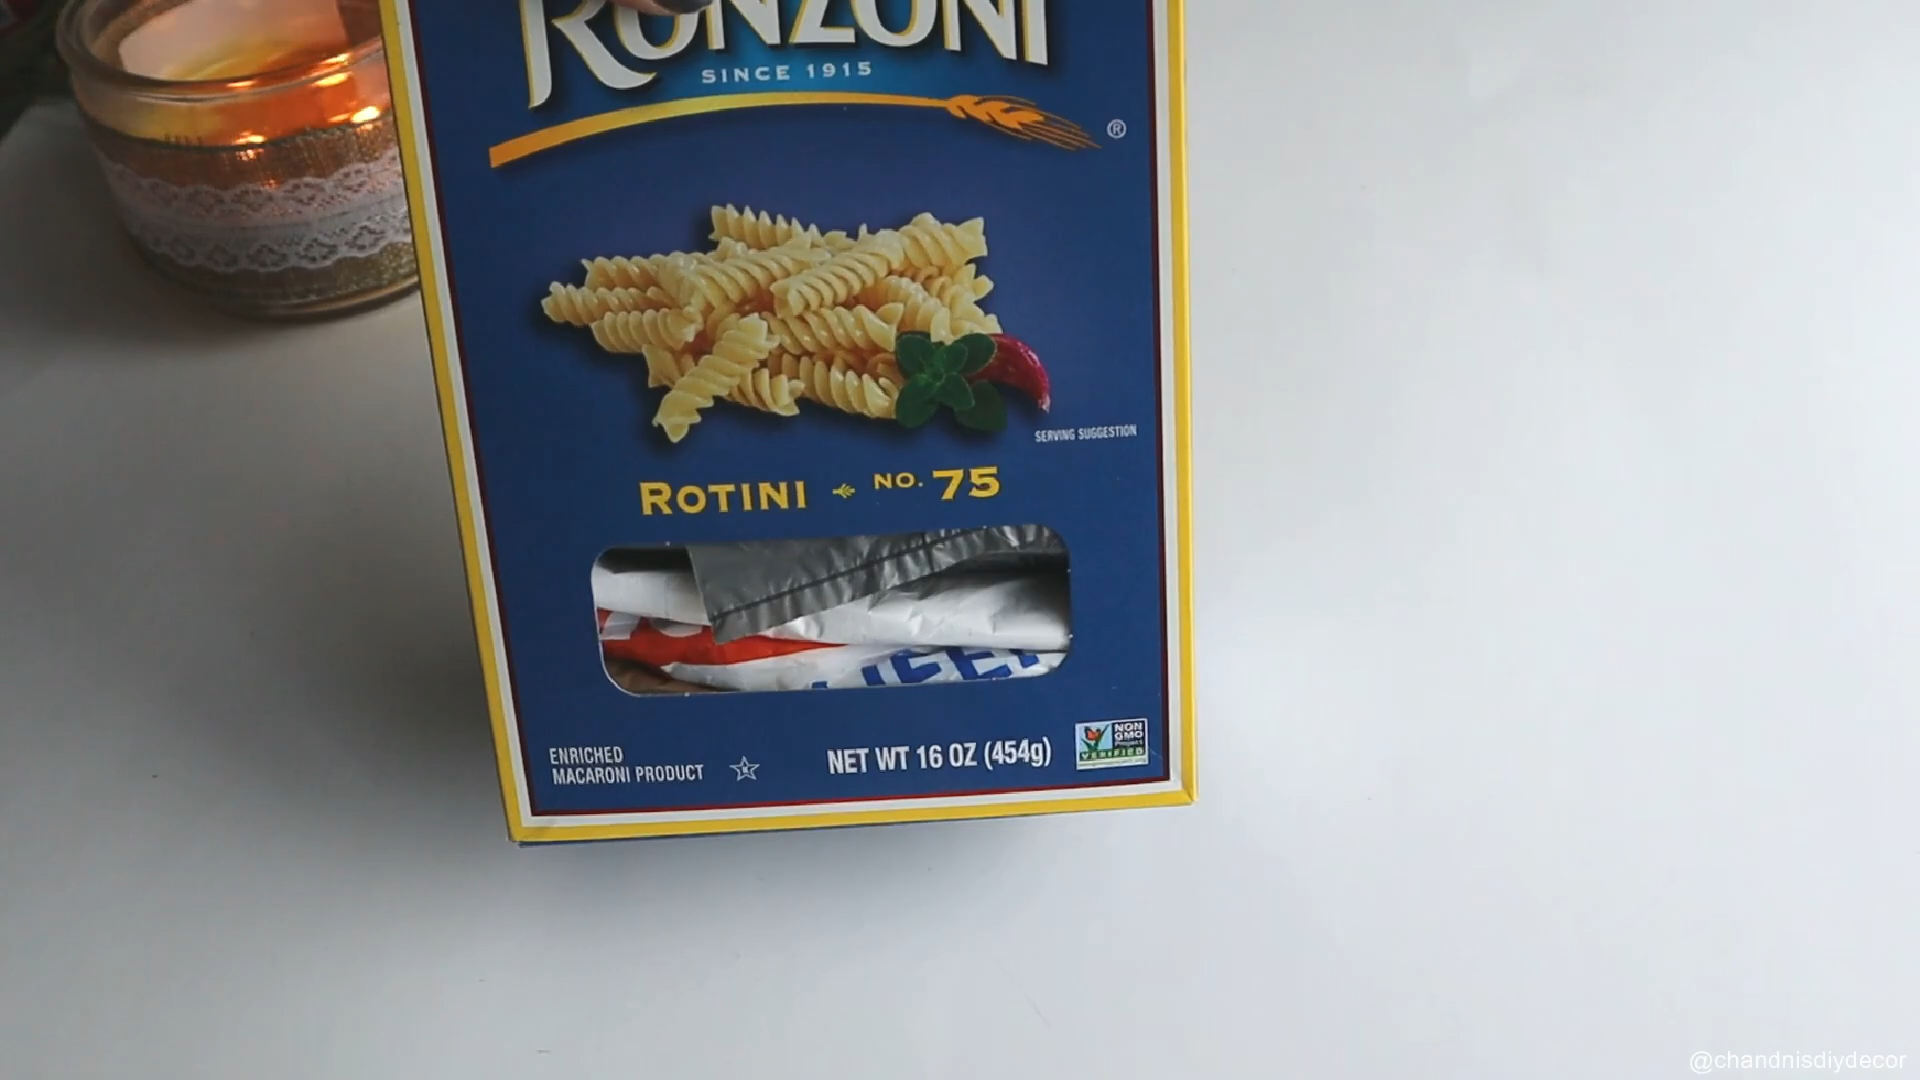 RONZONI
SINCE 1915
®
SERVING SUGGESTION
ROTINI NO. 75
ENRICHED
MACARONI PRODUCT
K
NET WT 16 OZ (454g)
NON
GMO
Project
VERIFIED
@chandnisdiydecor